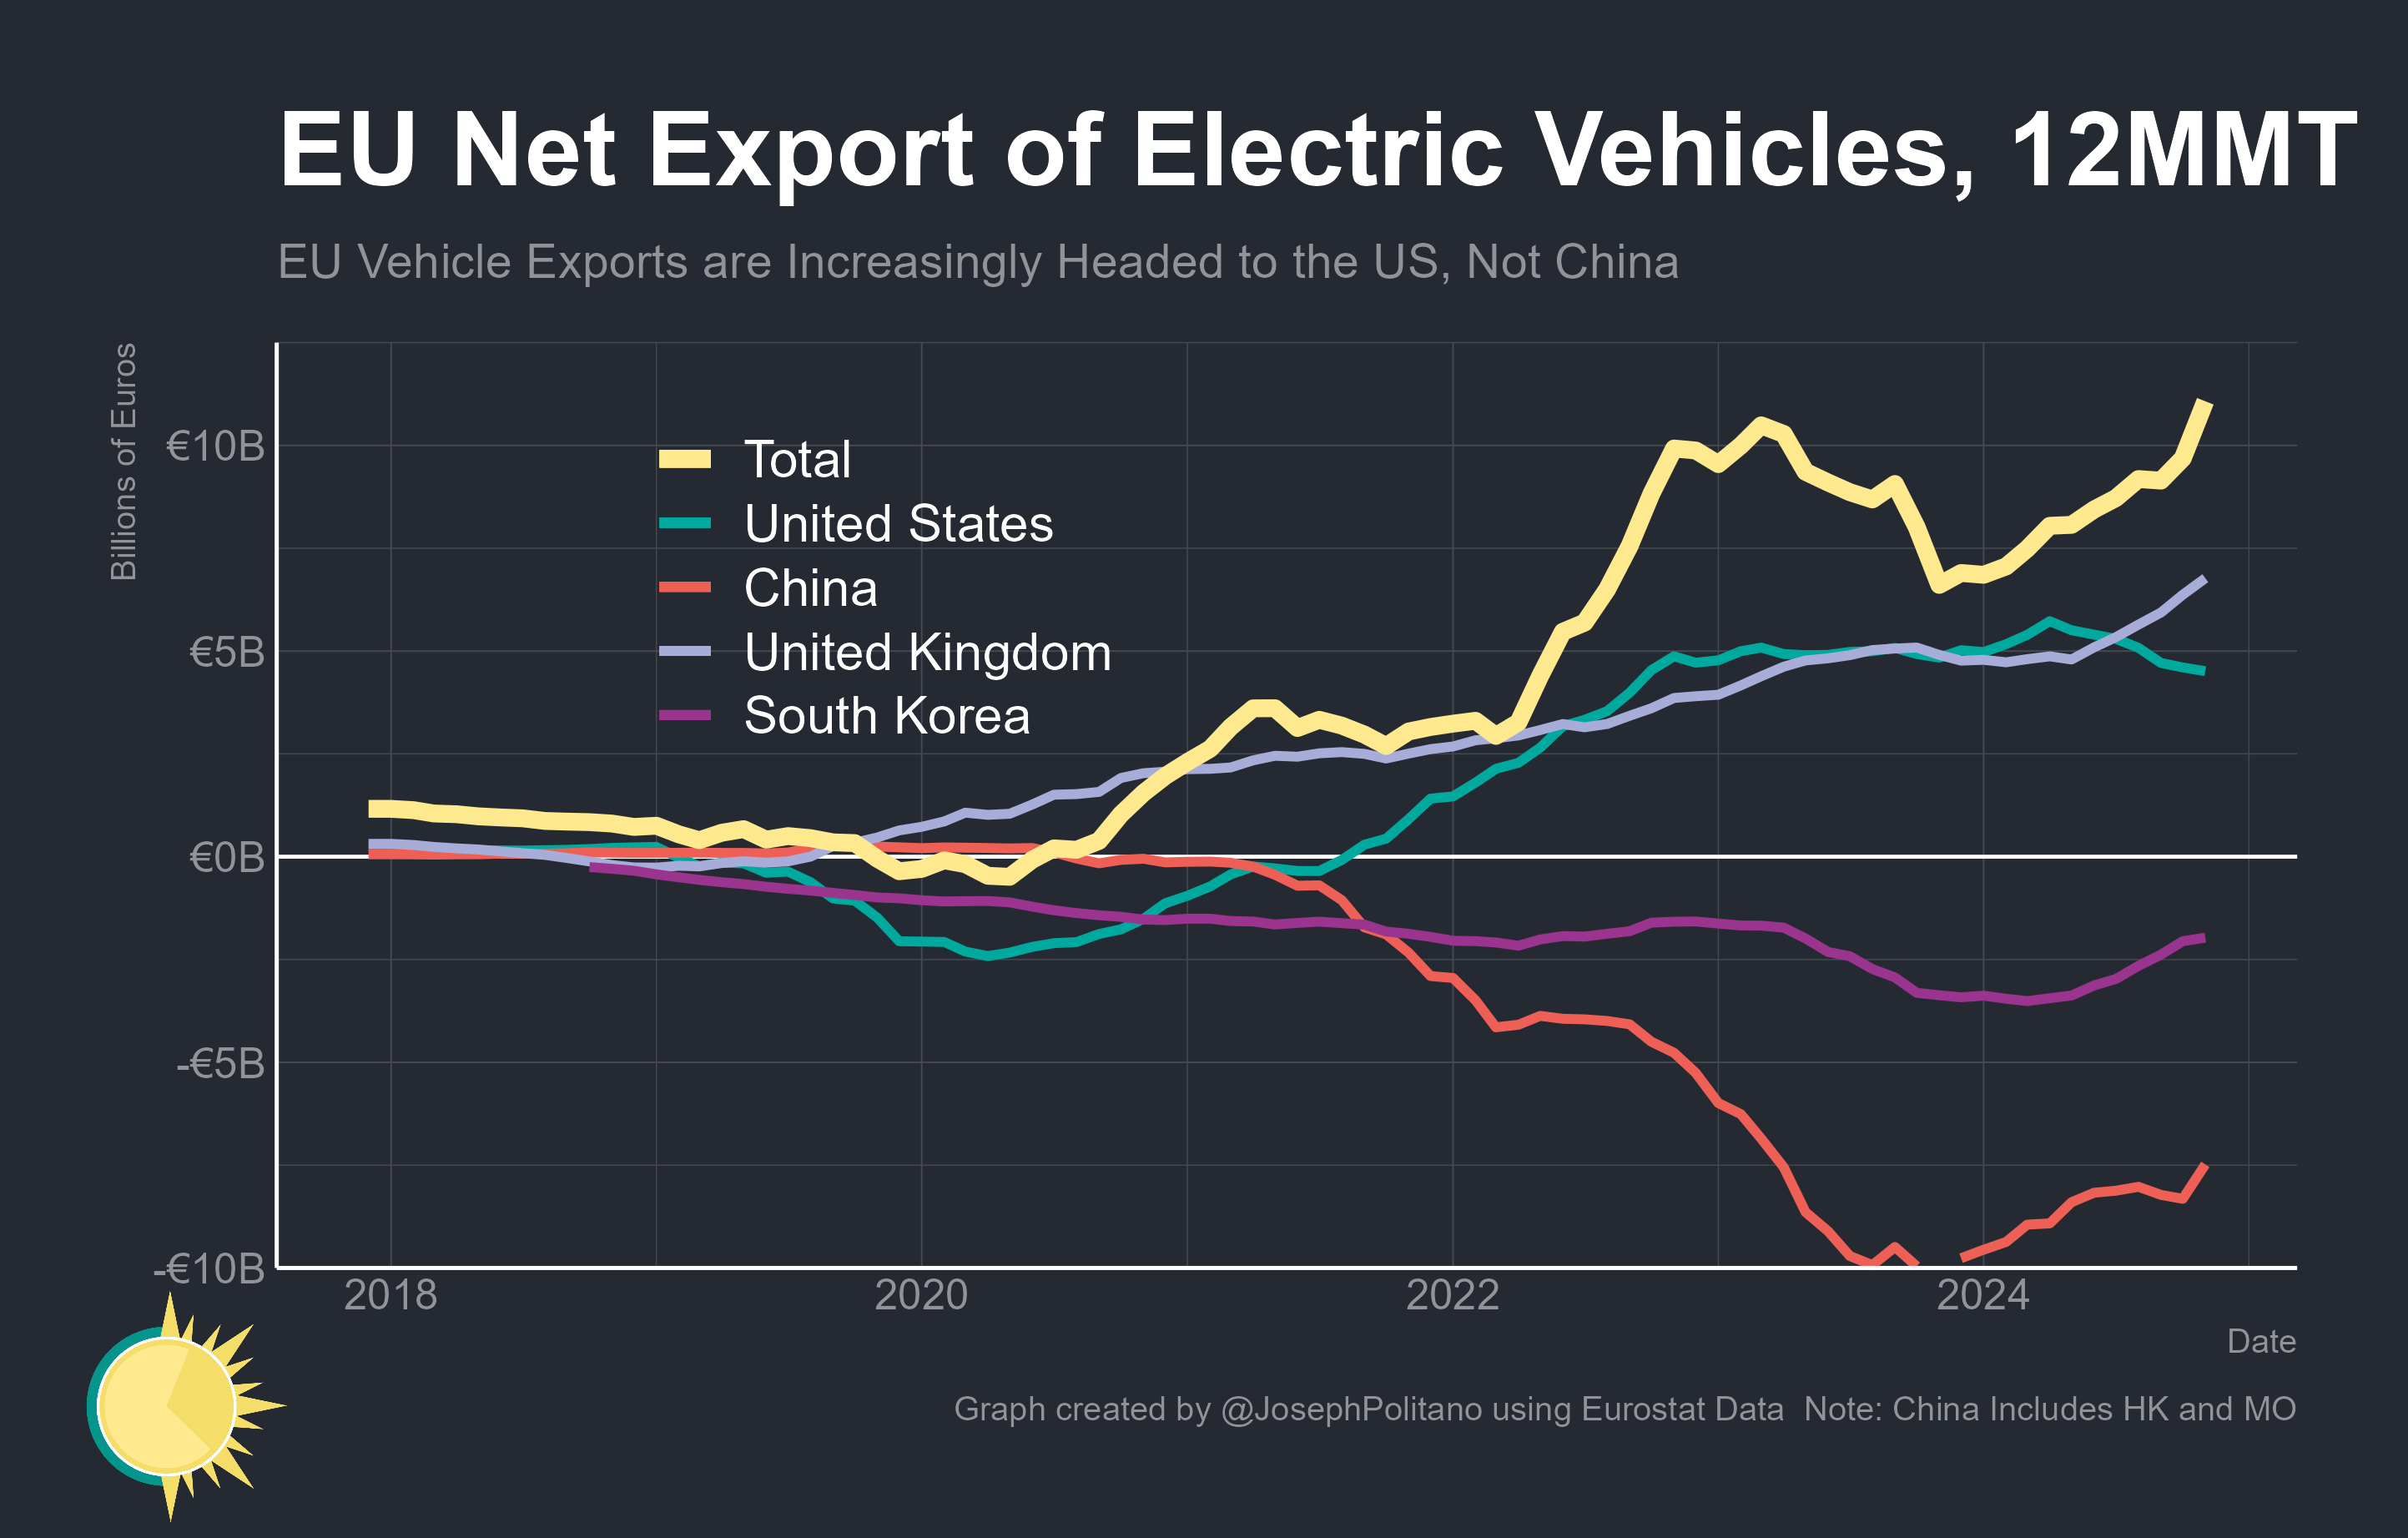 EU Net Export of Electric Vehicles, 12MMT
EU Vehicle Exports are Increasingly Headed to the US, Not China
Billions of Euros
€10B
€5B
€0B
-€5B
-€10B
Total
United States
China
United Kingdom
South Korea
2018
2020
2022
2024
Date
Graph created by @JosephPolitano using Eurostat Data  Note: China Includes HK and MO